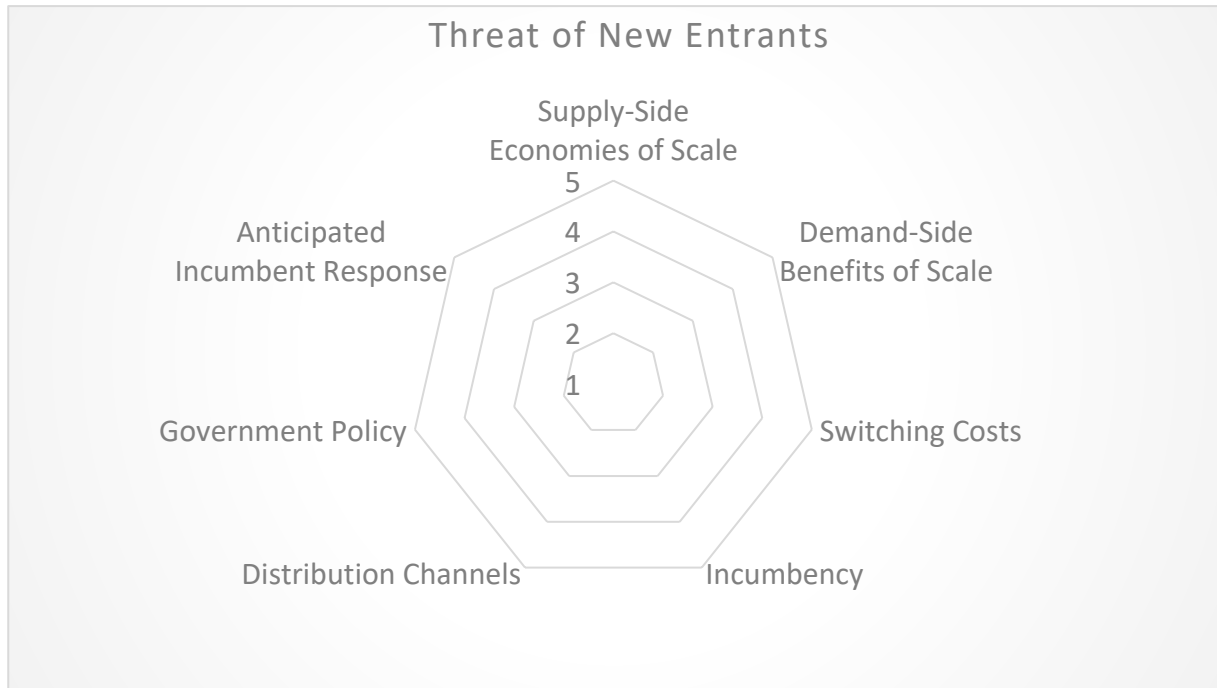 Threat of New Entrants
Supply-Side
Economies of Scale
5
4
3
2
1
Demand-Side
Benefits of Scale
Switching Costs
Incumbency
Distribution Channels
Government Policy
Anticipated
Incumbent Response